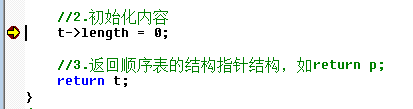 //2.初始化内容
t->length = 0;
//3.返回顺序表的结构指针结构，如return p;
return t;
}